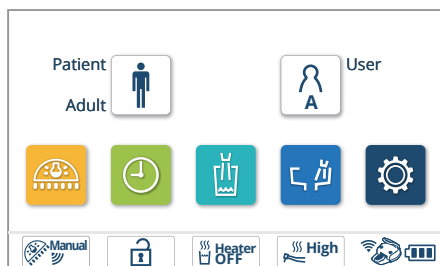 Patient
Adult
User
A
Manual
Heater
OFF
High